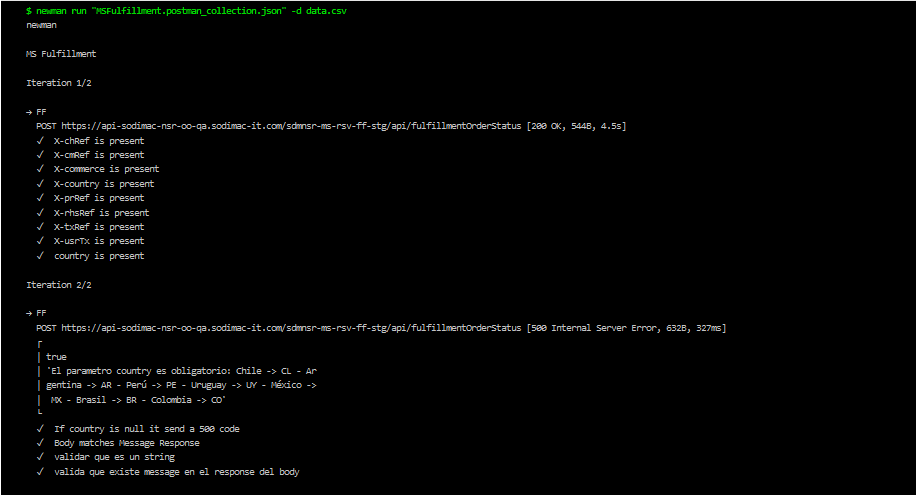 $ newman run "MSFulfillment.postman_collection.json" -d data.csv
newman
MS Fulfillment
Iteration 1/2
→ FF
POST https://api-sodimac-nsr-oo-qa.sodimac-it.com/sdmnsr-ms-rsv-ff-stg/api/fulfillmentOrderStatus [200 OK, 544B, 4.5s]
✓ X-chRef is present
✓ X-cmRef is present
✓ X-commerce is present
✓ X-country is present
✓ X-prRef is present
✓ X-rhsRef is present
✓ X-txRef is present
✓ X-usrTx is present
✓ country is present
Iteration 2/2
→ FF
POST https://api-sodimac-nsr-oo-qa.sodimac-it.com/sdmnsr-ms-rsv-ff-stg/api/fulfillmentOrderStatus [500 Internal Server Error, 632B, 327ms]
┌
│ true
│ 'El parametro country es obligatorio: Chile -> CL - Ar
│ gentina -> AR - Perú -> PE - Uruguay -> UY - México ->
│ MX - Brasil -> BR - Colombia -> CO'
└
✓ If country is null it send a 500 code
✓ Body matches Message Response
✓ validar que es un string
✓ valida que existe message en el response del body